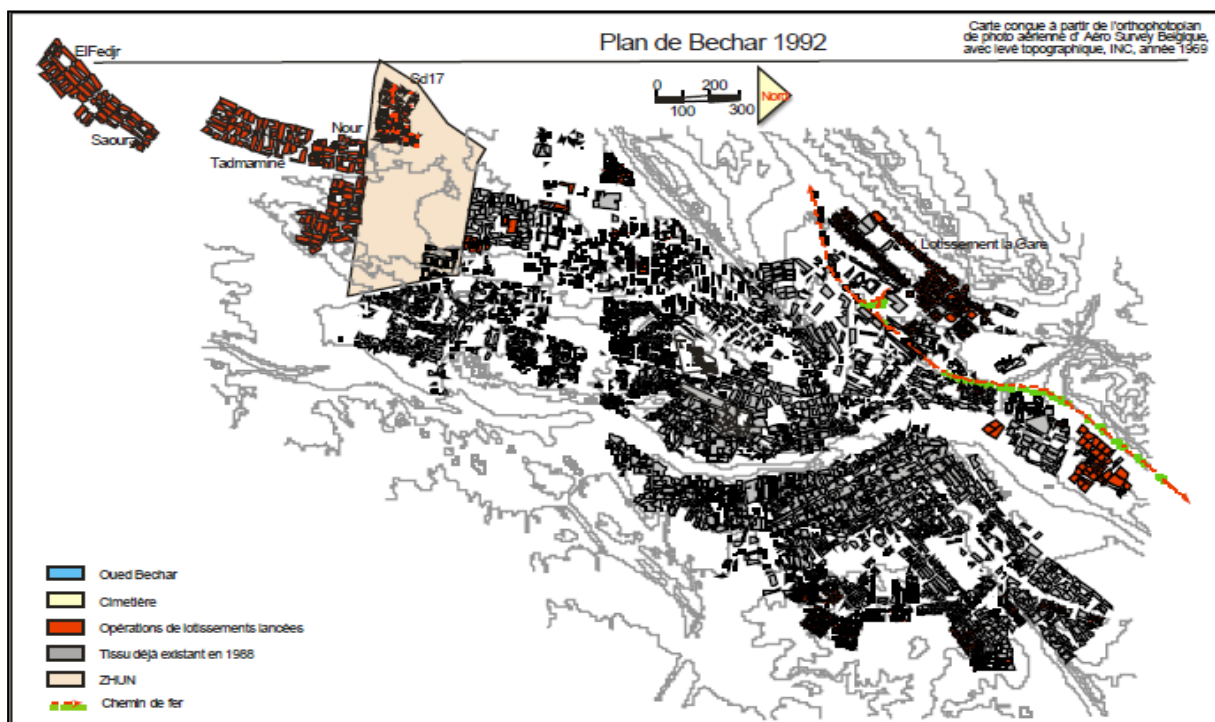 Plan de Bechar 1992
Carte conçue à partir de l'orthophotoplan
de photo aérienne d' Aéro Survey Belgique,
avec levé topographique, INC, année 1969
ElFedjr
Saoura
Tadmamine
Nour
Gd17
0 200
100 300
Nord
Lotissement la Gare
Oued Bechar
Cimetière
Opérations de lotissements lancées
Tissu déjà existant en 1988
ZHUN
Chemin de fer